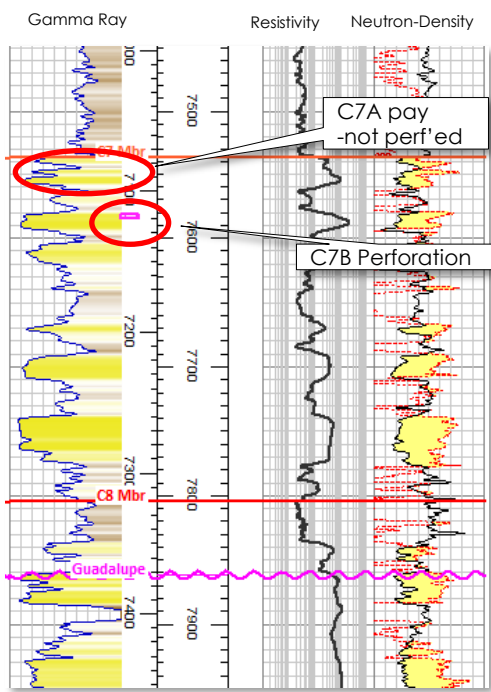 Gamma Ray
Resistivity
Neutron-Density
7500
C7A pay
-not perf'ed
C7 Mbr
7600
C7B Perforation
7200
7700
7300
7800
C8 Mbr
Guadalupe
7400
7900